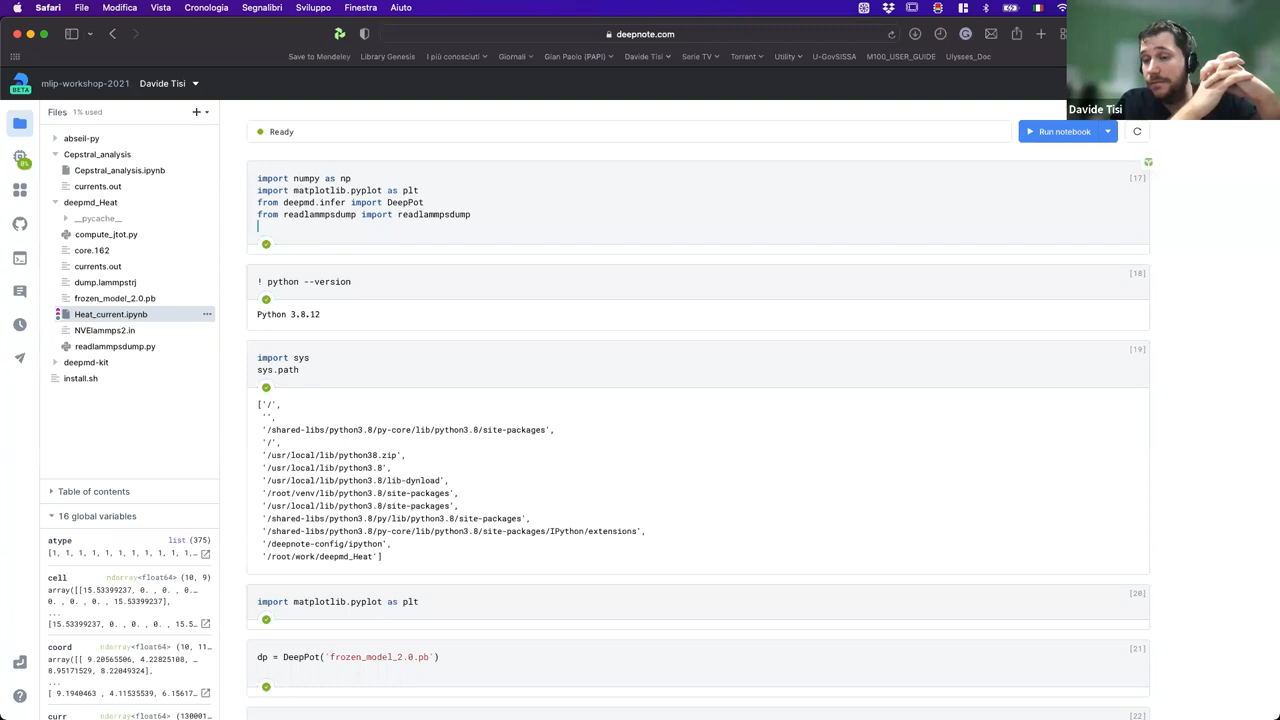 Safari File Modifica Vista Cronologia Segnalibri Sviluppo Finestra Aiuto
deepnote.com
Save to Mendeley Library Genesis I più conosciuti Giornali Gian Paolo (PAPI) Davide Tisi Serie TV Torrent Utility U-GovSISSA M100_USER_GUIDE Ulysses_Doc
BETA
mlip-workshop-2021 Davide Tisi
Davide Tisi
Files 1% used
abseil-py
Cepstral_analysis
Cepstral_analysis.ipynb
currents.out
deepmd_Heat
__pycache__
compute_jtot.py
core.162
currents.out
dump.lammpstrj
frozen_model_2.0.pb
Heat_current.ipynb
NVElammps2.in
readlammpsdump.py
deepmd-kit
install.sh
Table of contents
16 global variables
atype list (375)
[1, 1, 1, 1, 1, 1, 1, 1, 1, 1,...
cell ndarray<float64> (10, 9)
array([[15.53399237, 0. , 0. , 0...
0. , 0. , 0. , 15.53399237],
...
[15.53399237, 0. , 0. , 0. , 15.5...
coord ndarray<float64> (10, 11...
array([[ 9.20565506, 4.22825108, ...
8.95171529, 8.22049324],
...
[ 9.1940463 , 4.11535539, 6.15617...
curr ndarray<float64> (130001...
Ready
Run notebook
import numpy as np
import matplotlib.pyplot as plt
from deepmd.infer import DeepPot
from readlammpsdump import readlammpsdump
[17]
! python --version
[18]
Python 3.8.12
import sys
sys.path
[19]
['/',
'',
'/shared-libs/python3.8/py-core/lib/python3.8/site-packages',
'/',
'/usr/local/lib/python38.zip',
'/usr/local/lib/python3.8',
'/usr/local/lib/python3.8/lib-dynload',
'/root/venv/lib/python3.8/site-packages',
'/usr/local/lib/python3.8/site-packages',
'/shared-libs/python3.8/py/lib/python3.8/site-packages',
'/shared-libs/python3.8/py-core/lib/python3.8/site-packages/IPython/extensions',
'/deepnote-config/ipython',
'/root/work/deepmd_Heat']
import matplotlib.pyplot as plt
[20]
dp = DeepPot('frozen_model_2.0.pb')
[21]
[22]